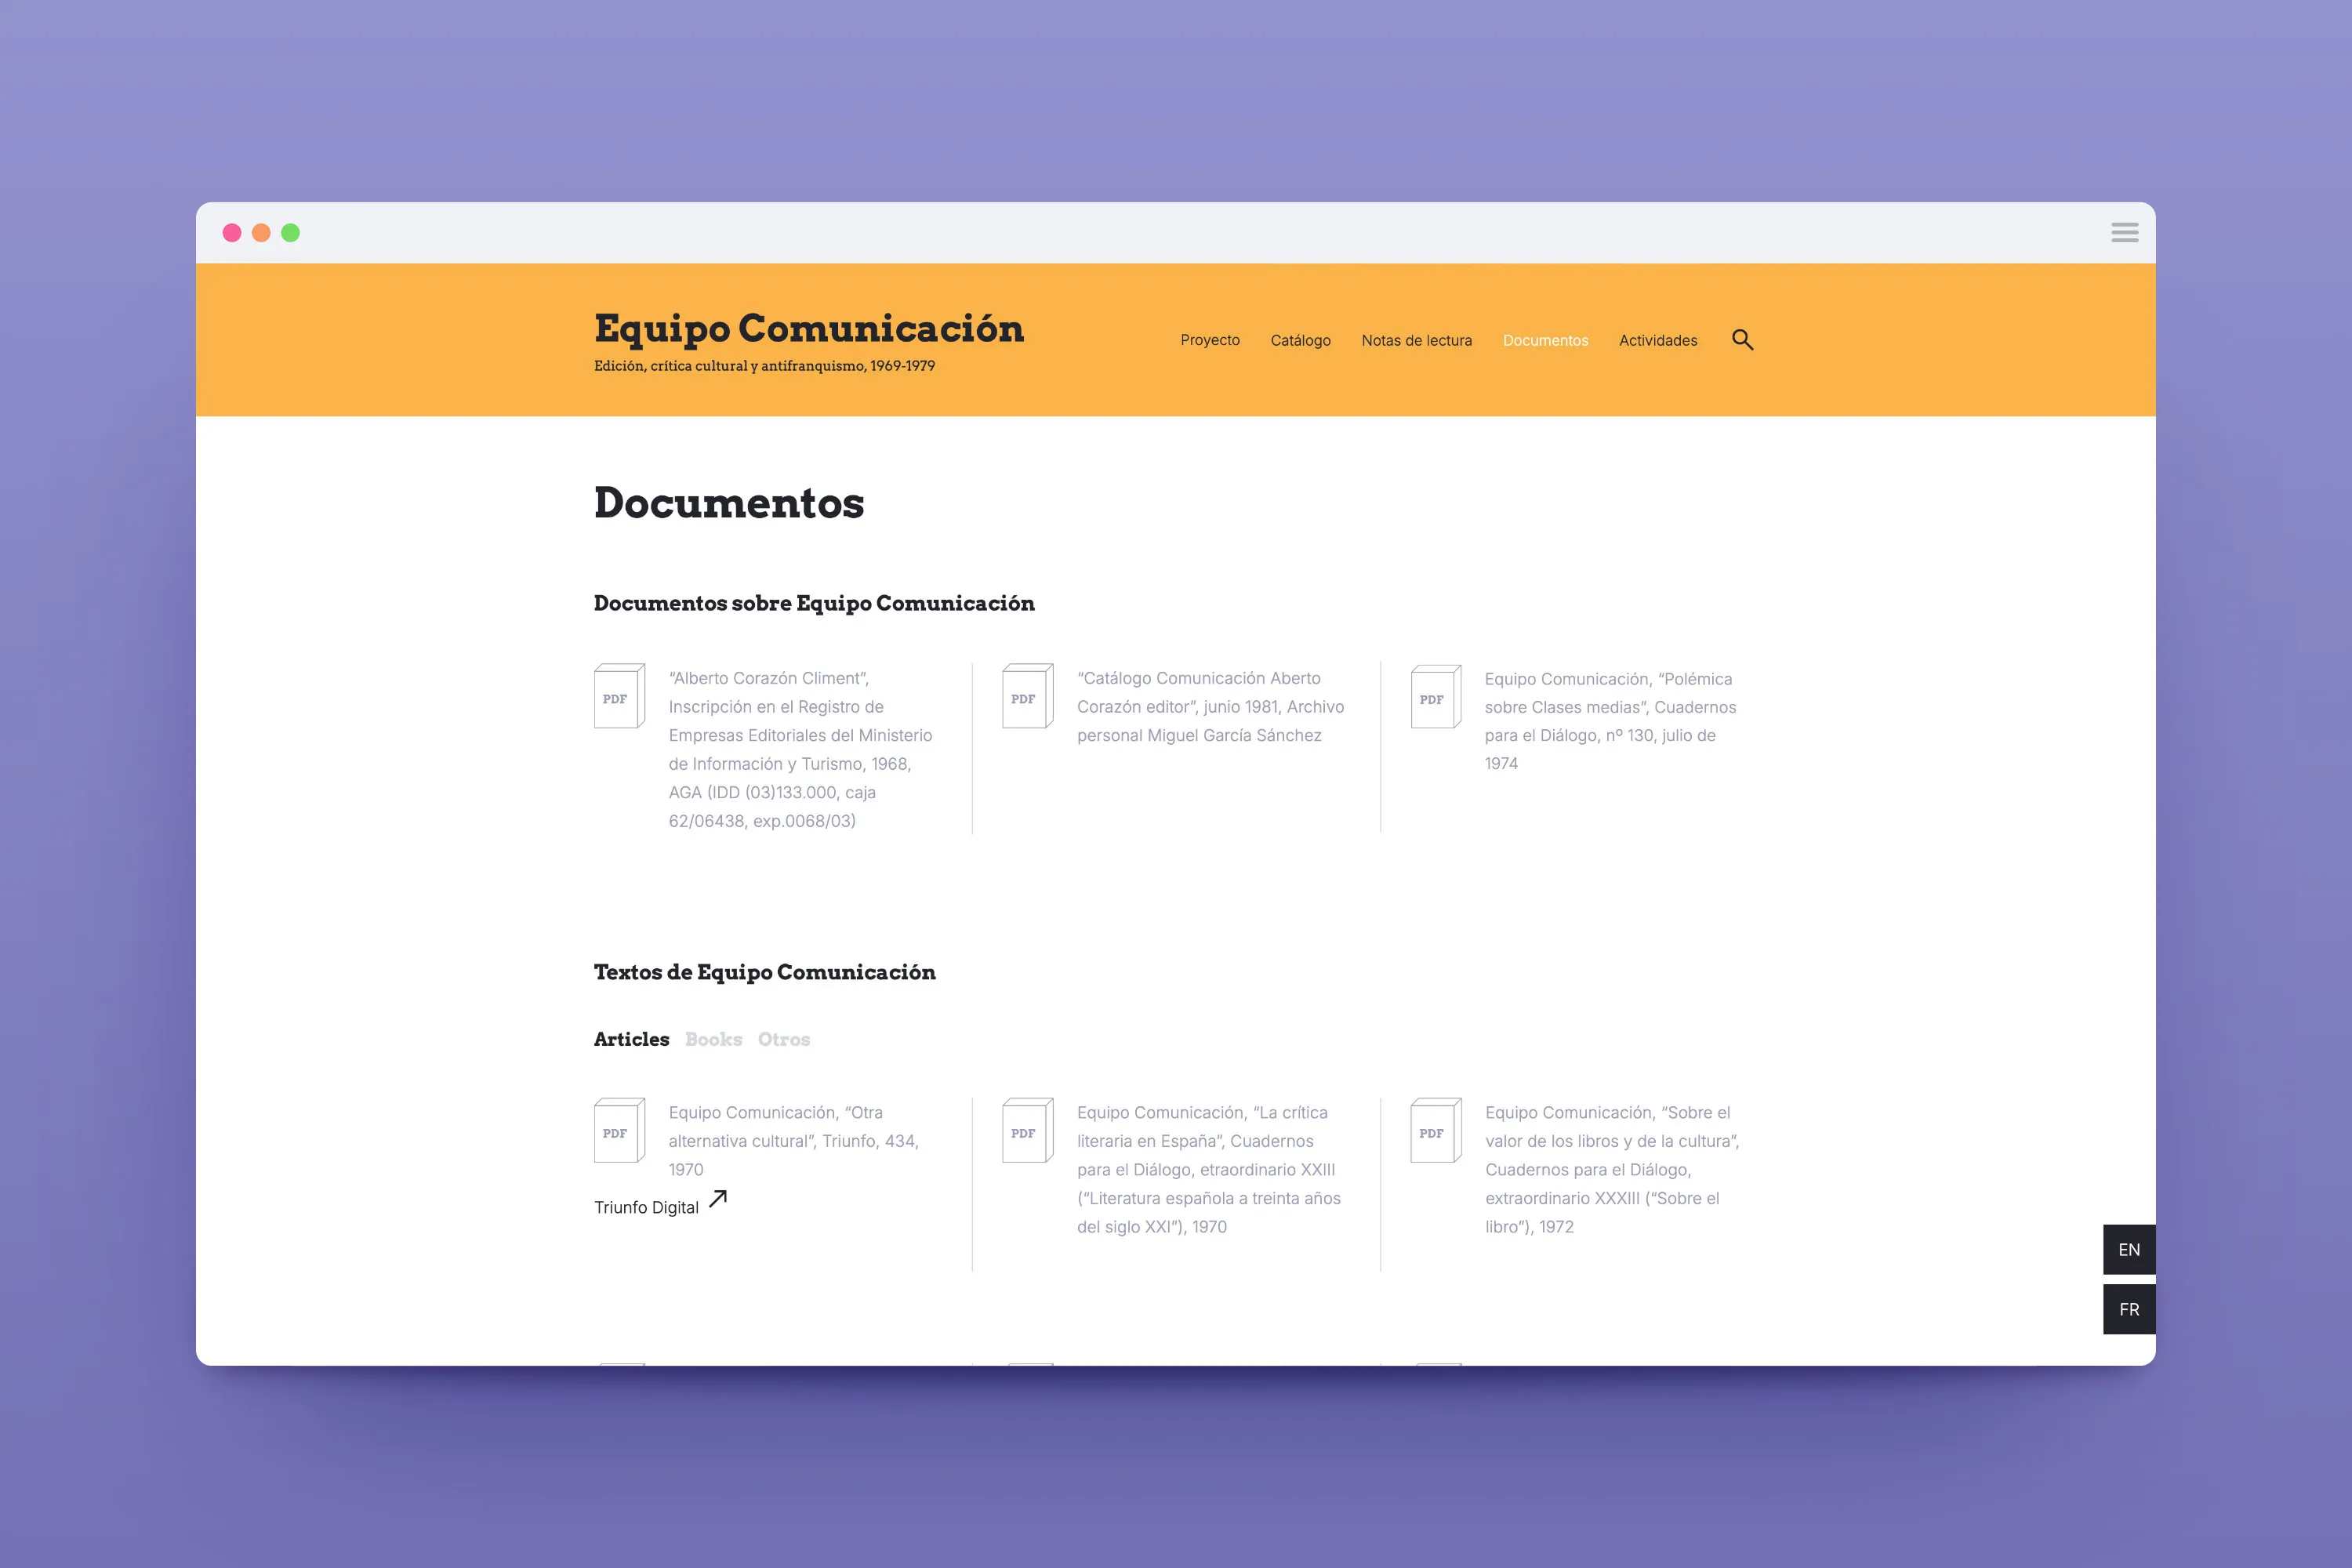 Equipo Comunicación
Edición, crítica cultural y antifranquismo, 1969-1979
Proyecto
Catálogo
Notas de lectura
Documentos
Actividades
Documentos
Documentos sobre Equipo Comunicación
PDF
“Alberto Corazón Climent”,
Inscripción en el Registro de
Empresas Editoriales del Ministerio
de Información y Turismo, 1968,
AGA (IDD (03)133.000, caja
62/06438, exp.0068/03)
PDF
“Catálogo Comunicación Aberto
Corazón editor”, junio 1981, Archivo
personal Miguel García Sánchez
PDF
Equipo Comunicación, “Polémica
sobre Clases medias”, Cuadernos
para el Diálogo, nº 130, julio de
1974
Textos de Equipo Comunicación
Articles
Books
Otros
PDF
Equipo Comunicación, “Otra
alternativa cultural”, Triunfo, 434,
1970
Triunfo Digital
PDF
Equipo Comunicación, “La crítica
literaria en España”, Cuadernos
para el Diálogo, etraordinario XXIII
(“Literatura española a treinta años
del siglo XXI”), 1970
PDF
Equipo Comunicación, “Sobre el
valor de los libros y de la cultura”,
Cuadernos para el Diálogo,
extraordinario XXXIII (“Sobre el
libro”), 1972
EN
FR